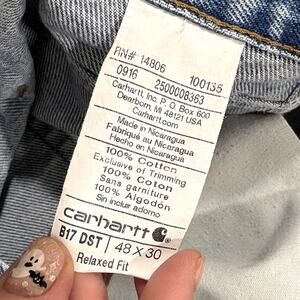 PIN# 14806 100135
0916 2500008363
Carhartt, Inc. P. O. Box 600
Dearborn, MI 48121 USA
Carhartt.com
Made in Nicaragua
Fabriqué au Nicaragua
Hecho en Nicaragua
100% Cotton
Exclusive of Trimming
100% Coton
Sans garniture
100% Algodón
Sin incluir adorno
carhartt
B17 DST 48 X 30
Relaxed Fit